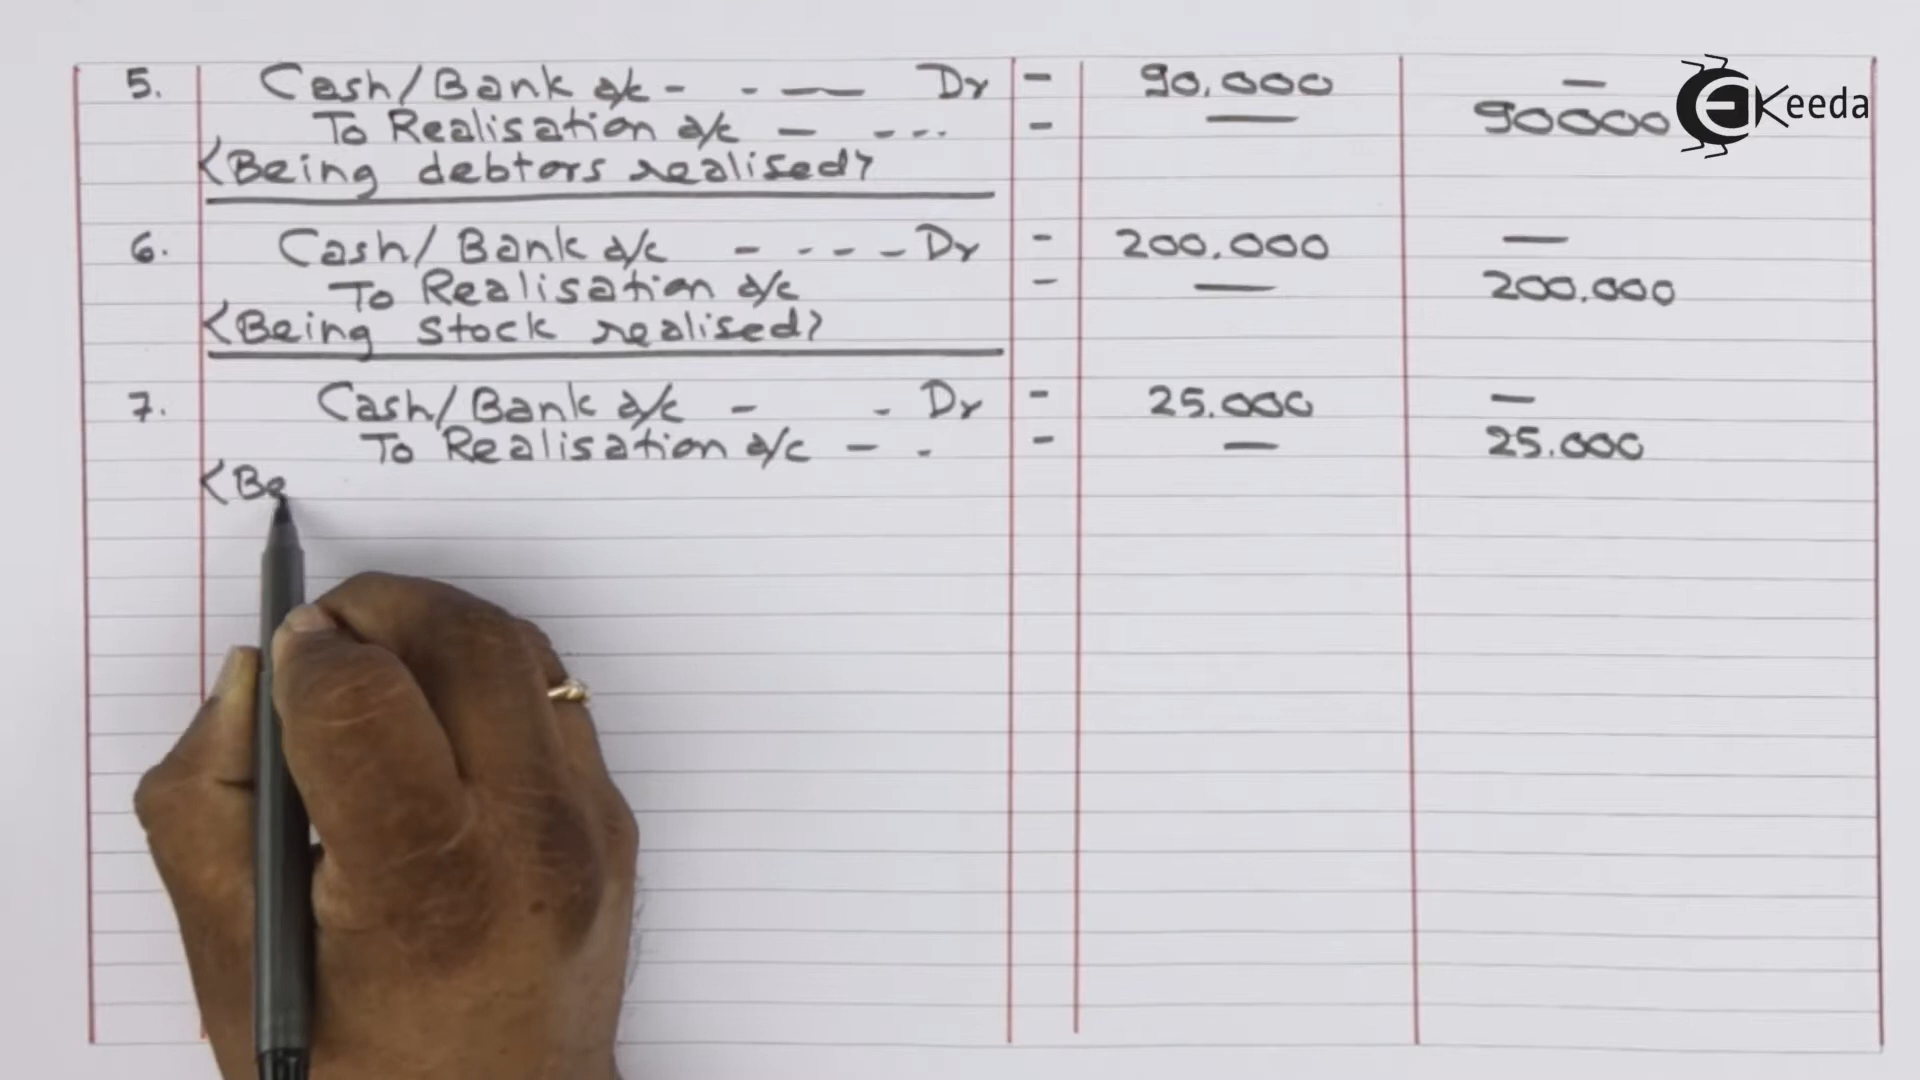 5. Cash/Bank a/c - - — Dr - 90,000 —
To Realisation a/c — - - - - — 90000
<Being debtors realised>
6. Cash/ Bank a/c - - - - Dr - 200,000 —
To Realisation a/c - — 200,000
<Being stock realised>
7. Cash/ Bank a/c - - Dr - 25.000 —
To Realisation a/c - - - — 25.000
<Be
EKeeda